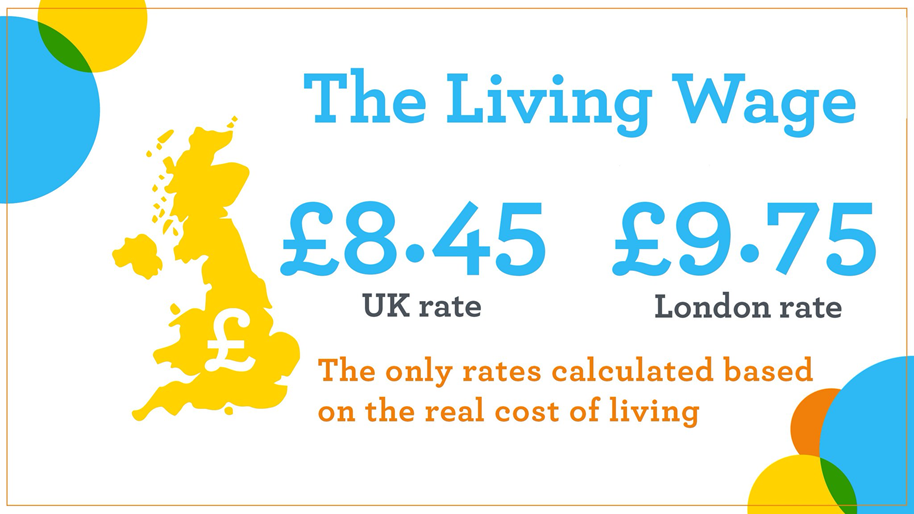 The Living Wage
£8.45 £9.75
UK rate London rate
£
The only rates calculated based
on the real cost of living